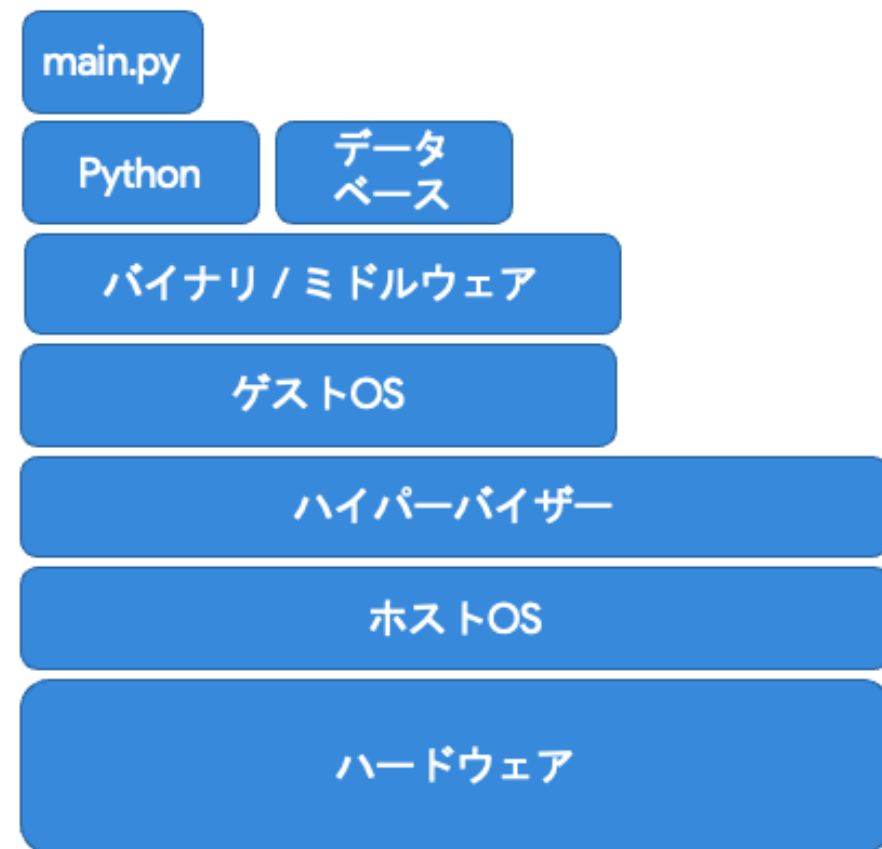 main.py
Python
データ
ベース
バイナリ / ミドルウェア
ゲストOS
ハイパーバイザー
ホストOS
ハードウェア